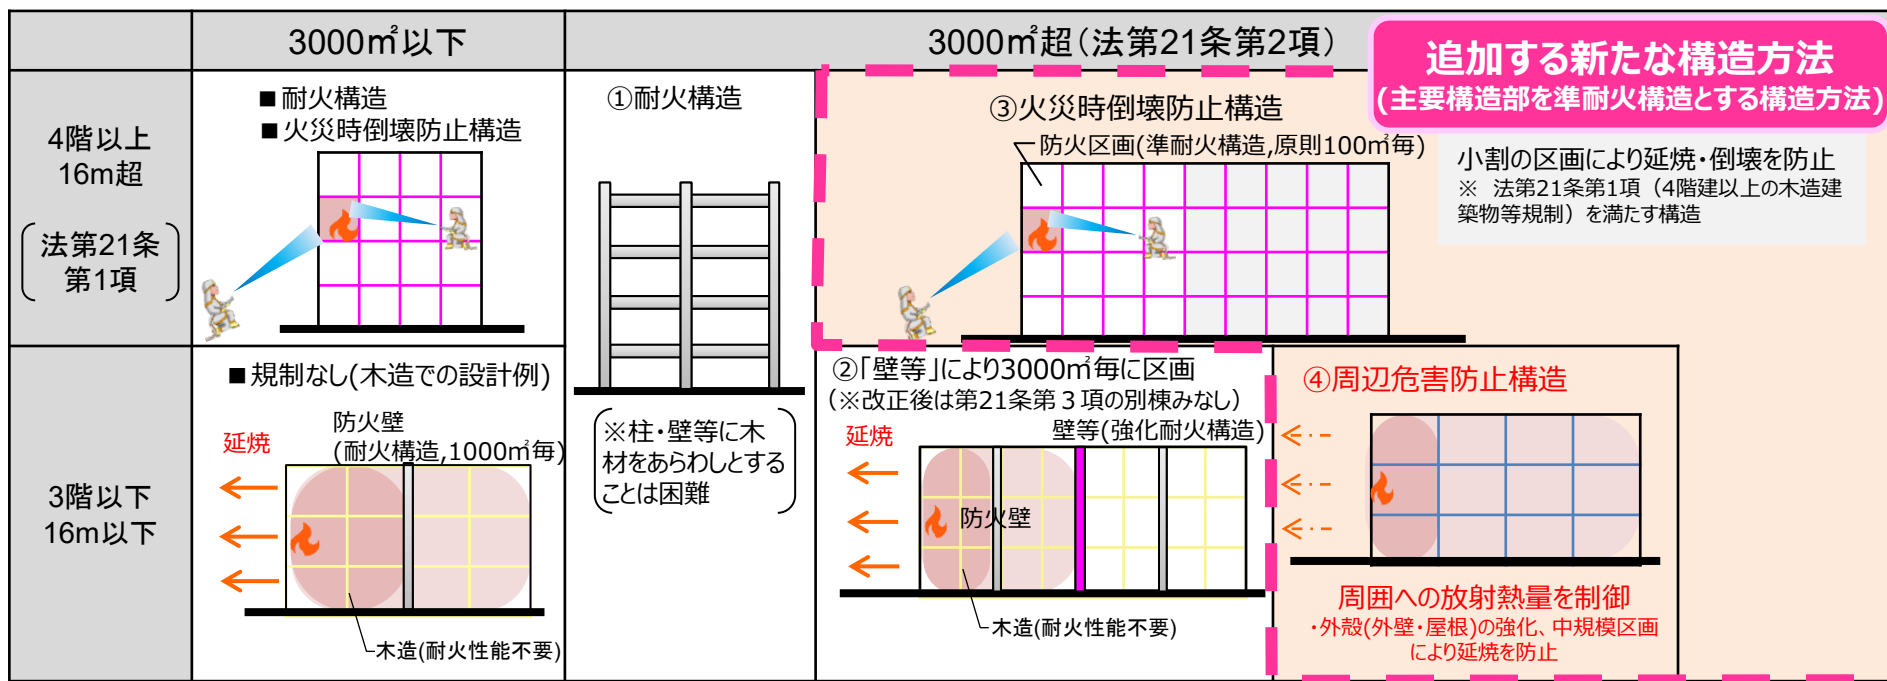 3000㎡以下
3000㎡超(法第21条第2項)
追加する新たな構造方法
(主要構造部を準耐火構造とする構造方法)
4階以上
16m超
法第21条
第1項
■耐火構造
■火災時倒壊防止構造
①耐火構造
※柱・壁等に木
材をあらわしとする
ことは困難
③火災時倒壊防止構造
防火区画(準耐火構造,原則100㎡毎)
小割の区画により延焼・倒壊を防止
※ 法第21条第1項（4階建以上の木造建
築物等規制）を満たす構造
3階以下
16m以下
■規制なし(木造での設計例)
防火壁
(耐火構造,1000㎡毎)
延焼
木造(耐火性能不要)
②「壁等」により3000㎡毎に区画
（※改正後は第21条第３項の別棟みなし）
延焼
壁等(強化耐火構造)
防火壁
木造(耐火性能不要)
④周辺危害防止構造
周囲への放射熱量を制御
・外殻(外壁・屋根)の強化、中規模区画
により延焼を防止